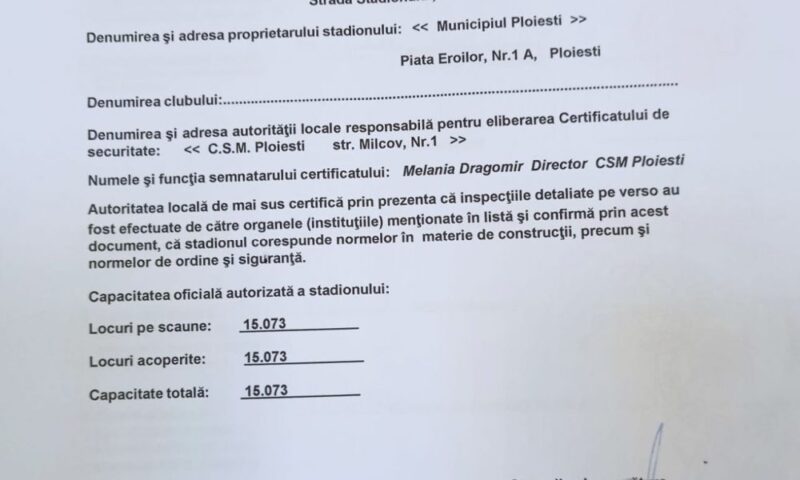 Strada Stadionului,
Denumirea şi adresa proprietarului stadionului: << Municipiul Ploiesti >>
Piata Eroilor, Nr.1 A, Ploiesti
Denumirea clubului:..............................................................................................
Denumirea şi adresa autorităţii locale responsabilă pentru eliberarea Certificatului de
securitate: << C.S.M. Ploiesti str. Milcov, Nr.1 >>
Numele şi funcţia semnatarului certificatului: Melania Dragomir Director CSM Ploiesti
Autoritatea locală de mai sus certifică prin prezenta că inspecţiile detaliate pe verso au
fost efectuate de către organele (instituţiile) menţionate în listă şi confirmă prin acest
document, că stadionul corespunde normelor în materie de construcţii, precum şi
normelor de ordine şi siguranţă.
Capacitatea oficială autorizată a stadionului:
Locuri pe scaune: 15.073
Locuri acoperite: 15.073
Capacitate totală: 15.073